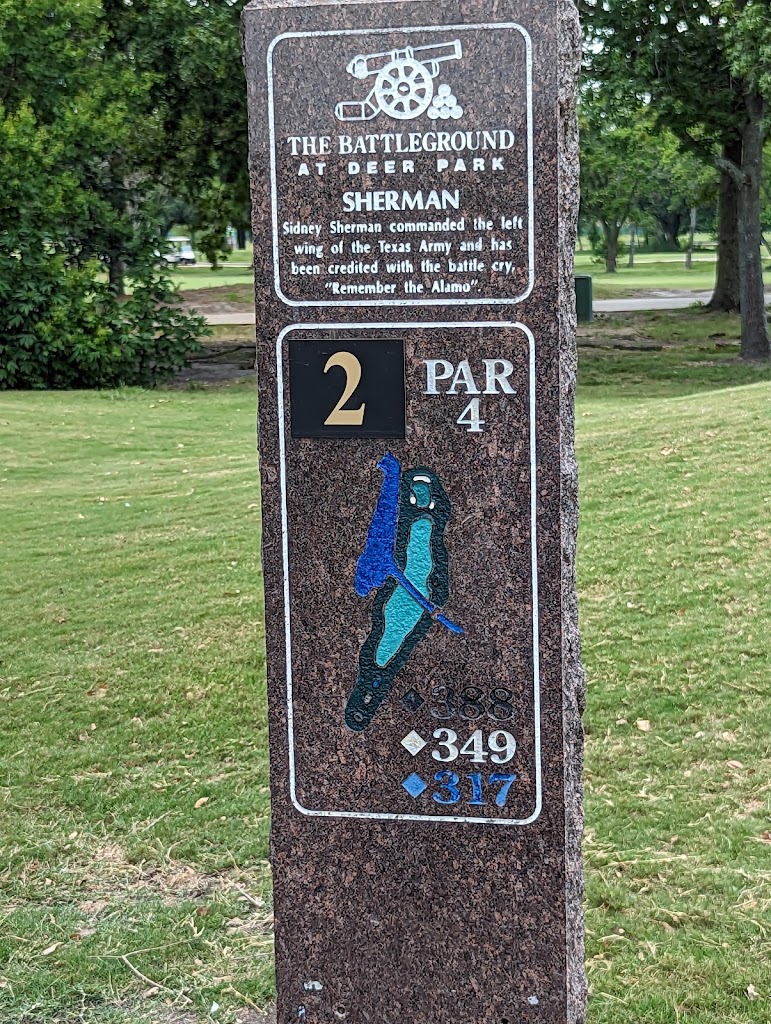 THE BATTLEGROUND
AT DEER PARK
SHERMAN
Sidney Sherman commanded the left
wing of the Texas Army and has
been credited with the battle cry,
"Remember the Alamo".
2
PAR
4
388
349
317